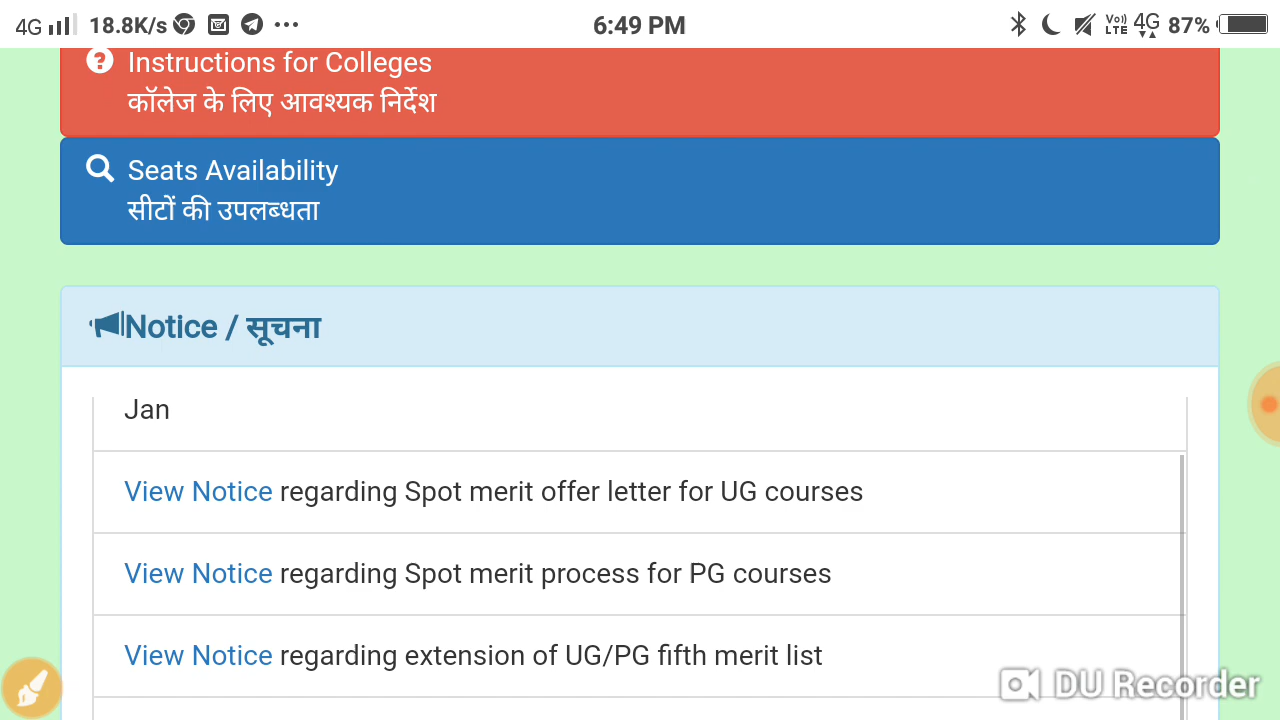 4G 18.8K/s 6:49 PM Vo)) LTE 4G 87%
Instructions for Colleges
कॉलेज के लिए आवश्यक निर्देश
Seats Availability
सीटों की उपलब्धता
Notice / सूचना
Jan
View Notice regarding Spot merit offer letter for UG courses
View Notice regarding Spot merit process for PG courses
View Notice regarding extension of UG/PG fifth merit list
DU Recorder